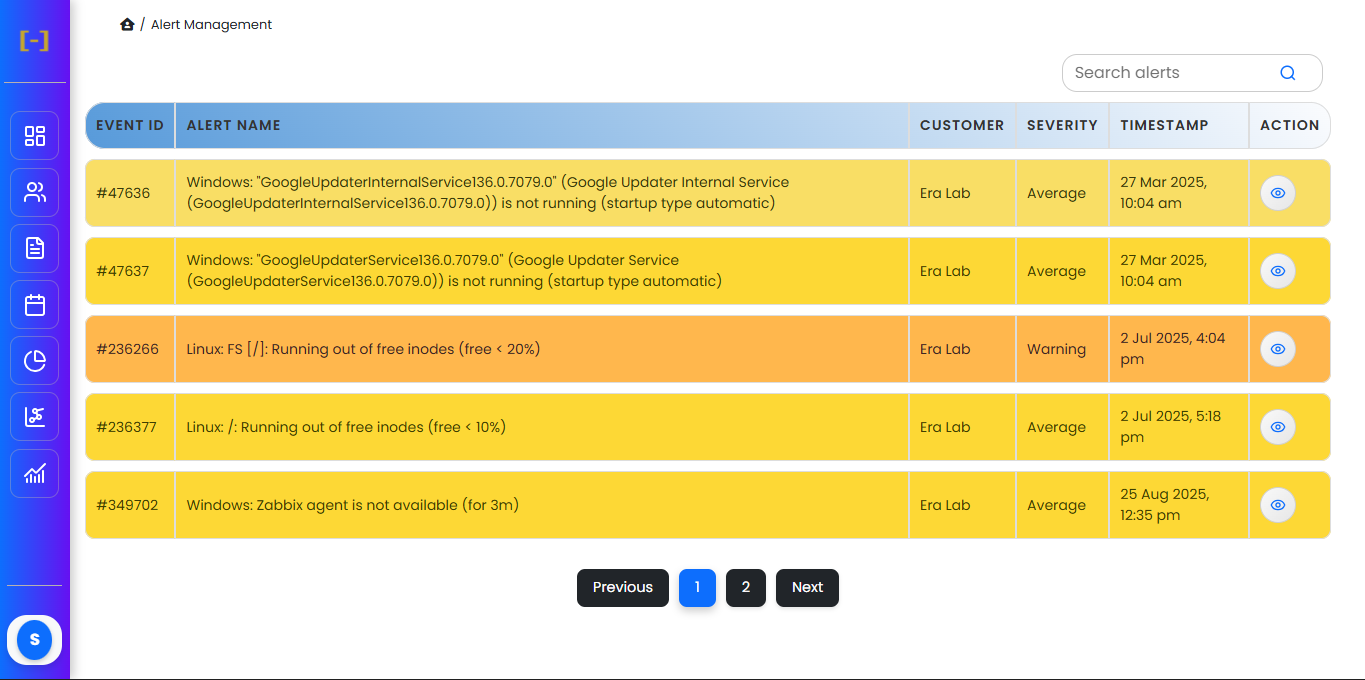 [-]
/ Alert Management
Search alerts
EVENT ID ALERT NAME CUSTOMER SEVERITY TIMESTAMP ACTION
#47636 Windows: "GoogleUpdaterInternalService136.0.7079.0" (Google Updater Internal Service Era Lab Average 27 Mar 2025,
(GoogleUpdaterInternalService136.0.7079.0)) is not running (startup type automatic) 10:04 am
#47637 Windows: "GoogleUpdaterService136.0.7079.0" (Google Updater Service Era Lab Average 27 Mar 2025,
(GoogleUpdaterService136.0.7079.0)) is not running (startup type automatic) 10:04 am
#236266 Linux: FS [/]: Running out of free inodes (free < 20%) Era Lab Warning 2 Jul 2025, 4:04
pm
#236377 Linux: /: Running out of free inodes (free < 10%) Era Lab Average 2 Jul 2025, 5:18
pm
#349702 Windows: Zabbix agent is not available (for 3m) Era Lab Average 25 Aug 2025,
12:35 pm
Previous 1 2 Next
S